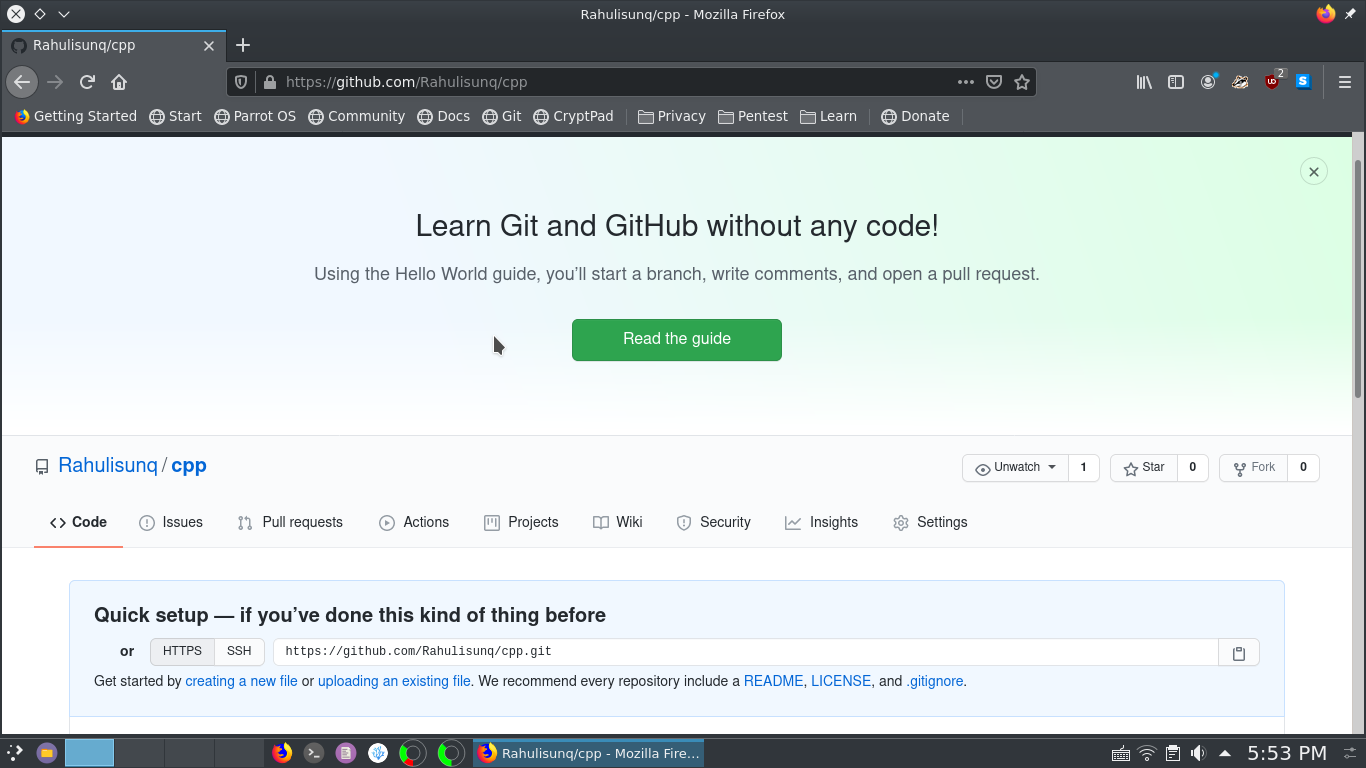 Rahulisunq/cpp - Mozilla Firefox
Rahulisunq/cpp
https://github.com/Rahulisunq/cpp
2
Getting Started Start Parrot OS Community Docs Git CryptPad Privacy Pentest Learn Donate
Learn Git and GitHub without any code!
Using the Hello World guide, you’ll start a branch, write comments, and open a pull request.
Read the guide
Rahulisunq / cpp
Unwatch 1 Star 0 Fork 0
Code Issues Pull requests Actions Projects Wiki Security Insights Settings
Quick setup — if you’ve done this kind of thing before
or HTTPS SSH https://github.com/Rahulisunq/cpp.git
Get started by creating a new file or uploading an existing file. We recommend every repository include a README, LICENSE, and .gitignore.
Rahulisunq/cpp - Mozilla Fire... 5:53 PM